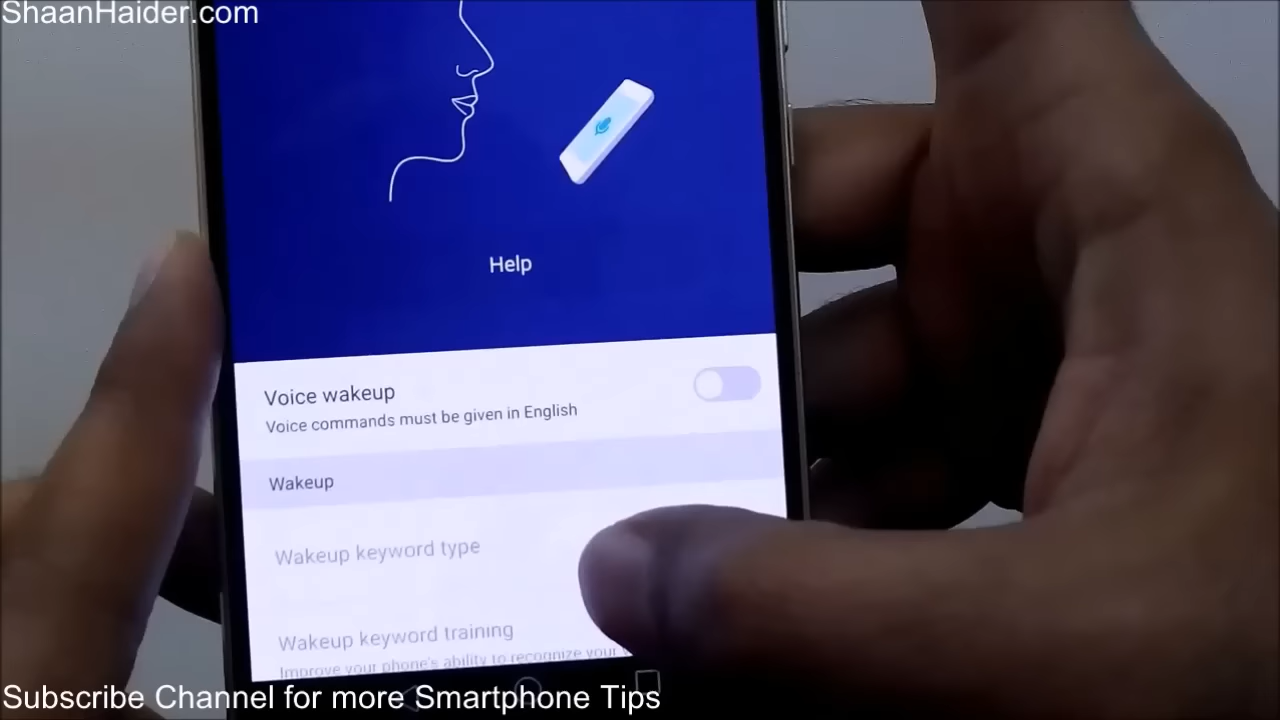 ShaanHaider.com
Help
Voice wakeup
Voice commands must be given in English
Wakeup
Wakeup keyword type
Wakeup keyword training
Improve your phone's ability to recognize your
Subscribe Channel for more Smartphone Tips